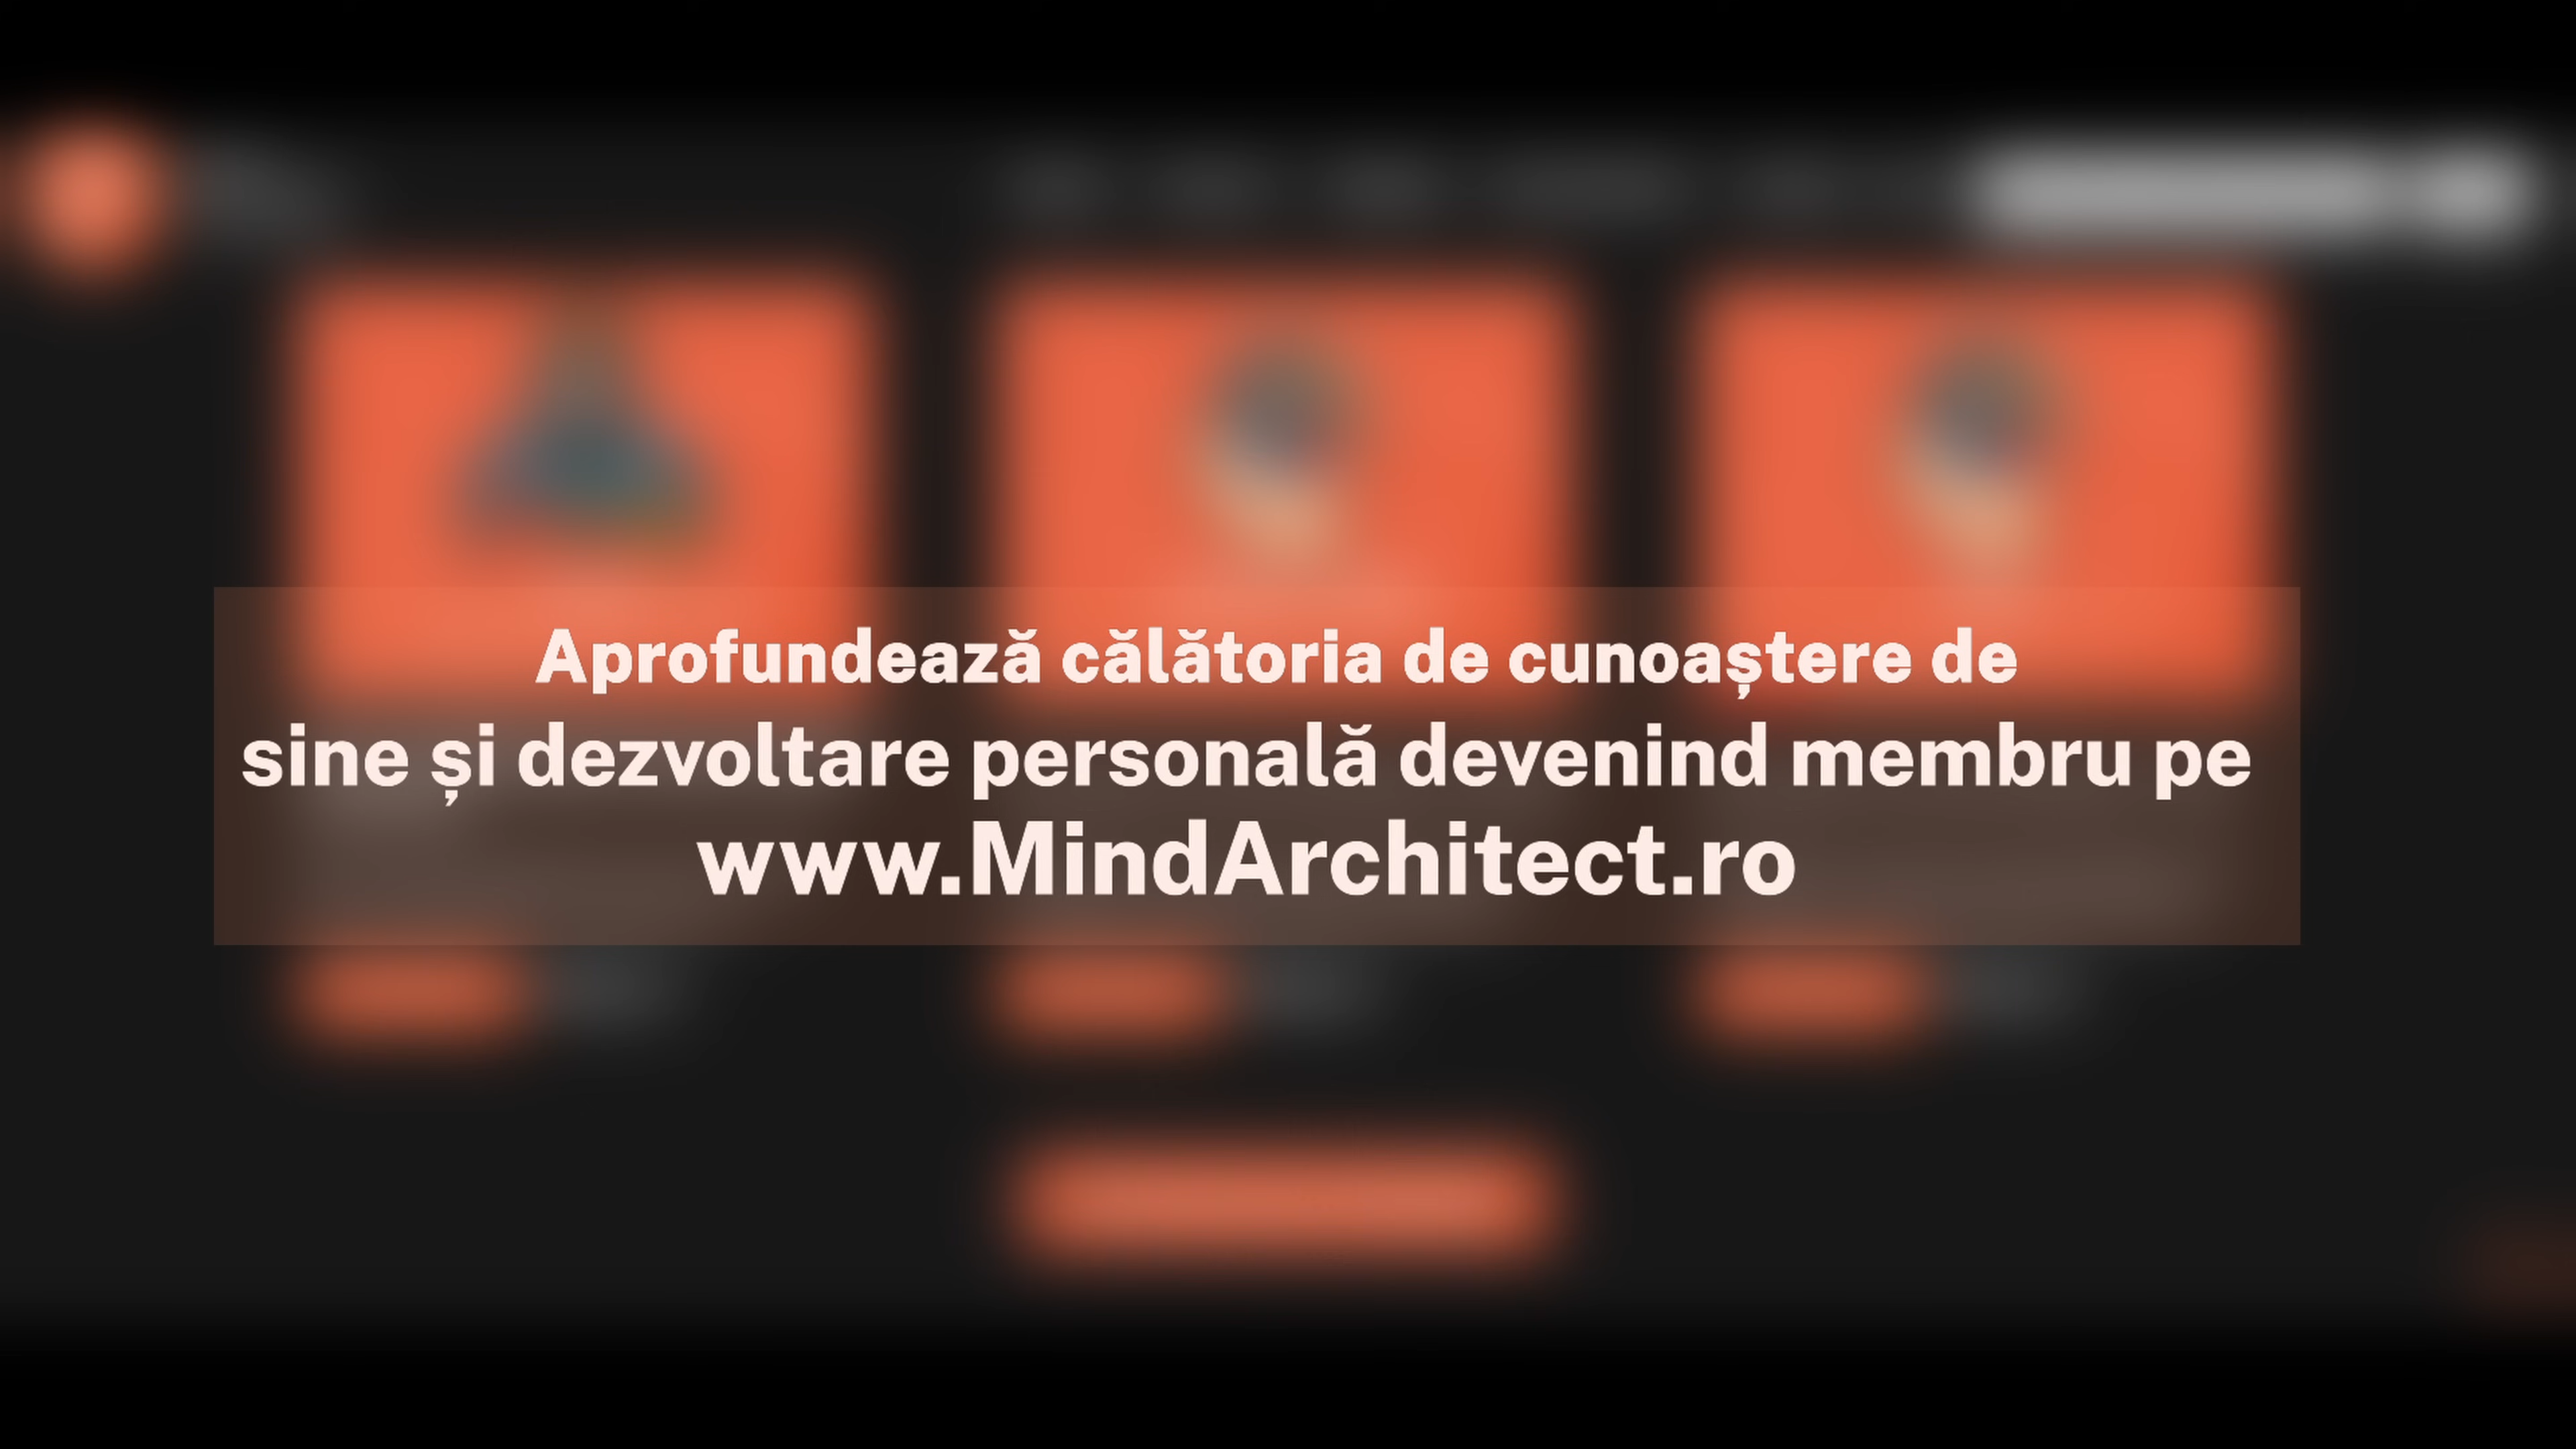 Aprofundează călătoria de cunoaștere de
sine și dezvoltare personală devenind membru pe
www.MindArchitect.ro